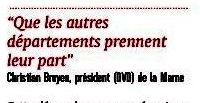 “Que les autres
départements prennent
leur part"
Christian Bruyen, président (DVD) de la Marne